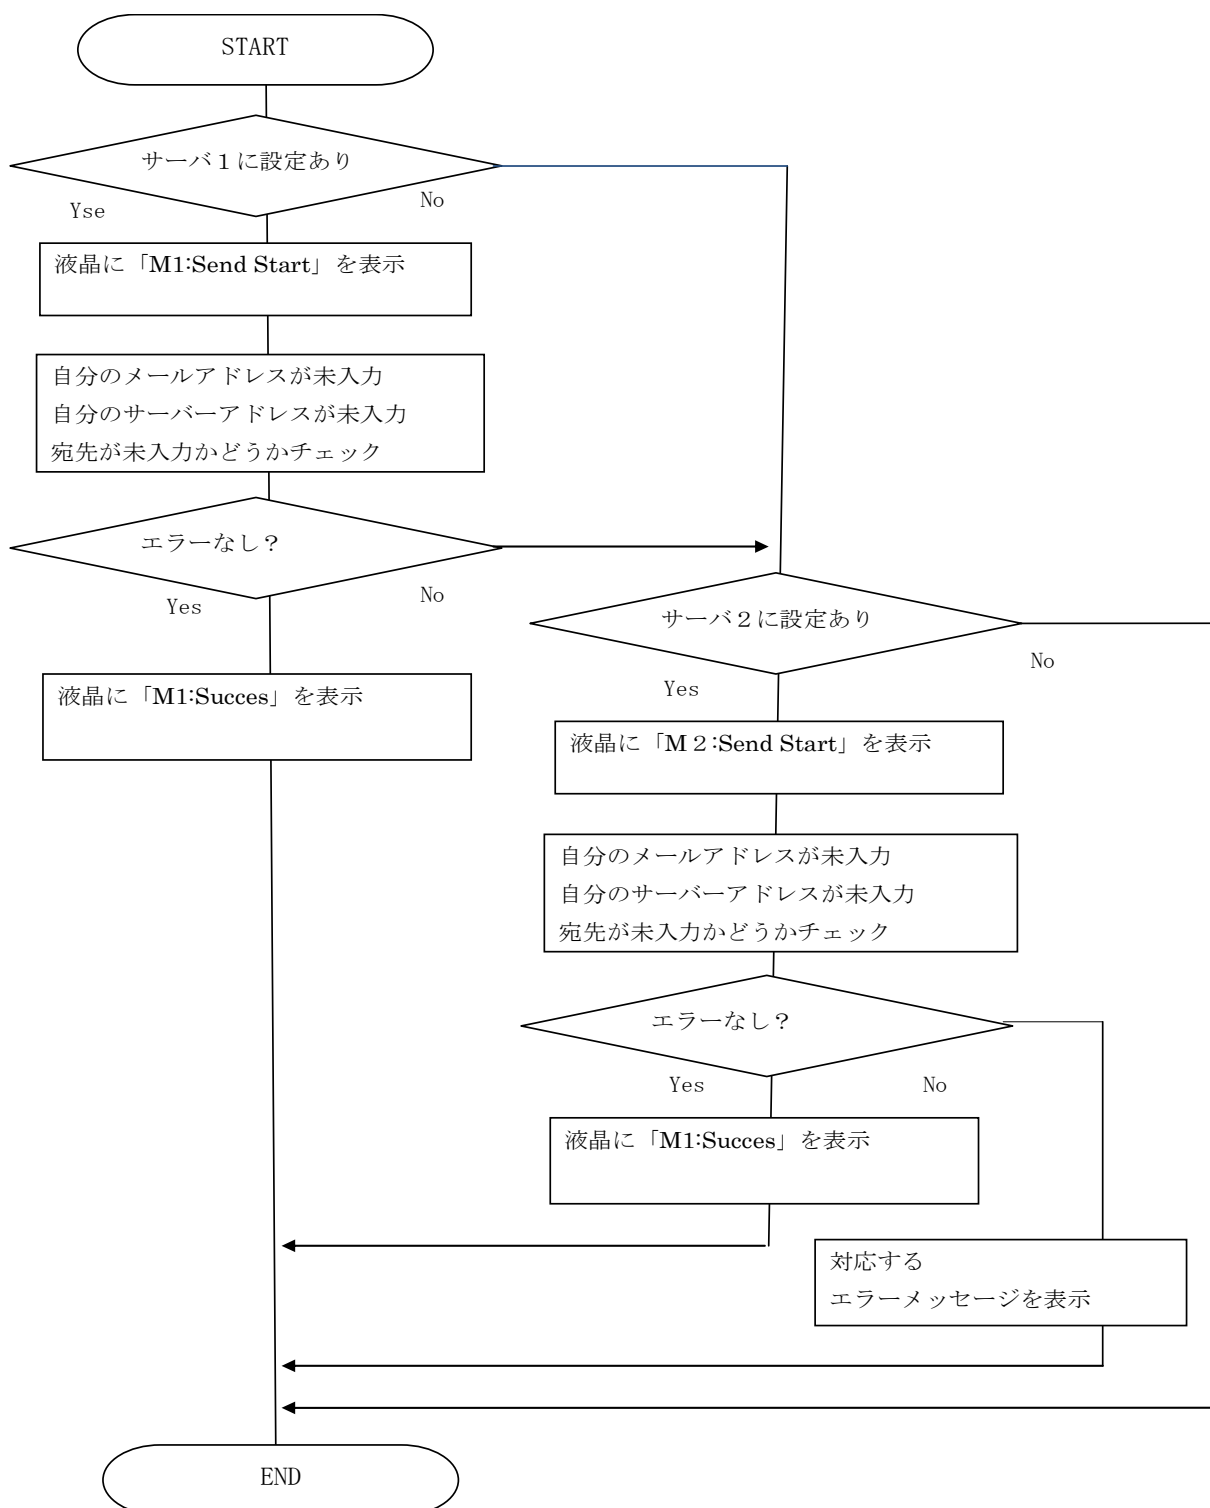 START
サーバ１に設定あり
Yse
No
液晶に「M1:Send Start」を表示
自分のメールアドレスが未入力
自分のサーバーアドレスが未入力
宛先が未入力かどうかチェック
エラーなし？
Yes
No
液晶に「M1:Succes」を表示
サーバ２に設定あり
Yes
No
液晶に「M２:Send Start」を表示
自分のメールアドレスが未入力
自分のサーバーアドレスが未入力
宛先が未入力かどうかチェック
エラーなし？
Yes
No
液晶に「M1:Succes」を表示
対応する
エラーメッセージを表示
END